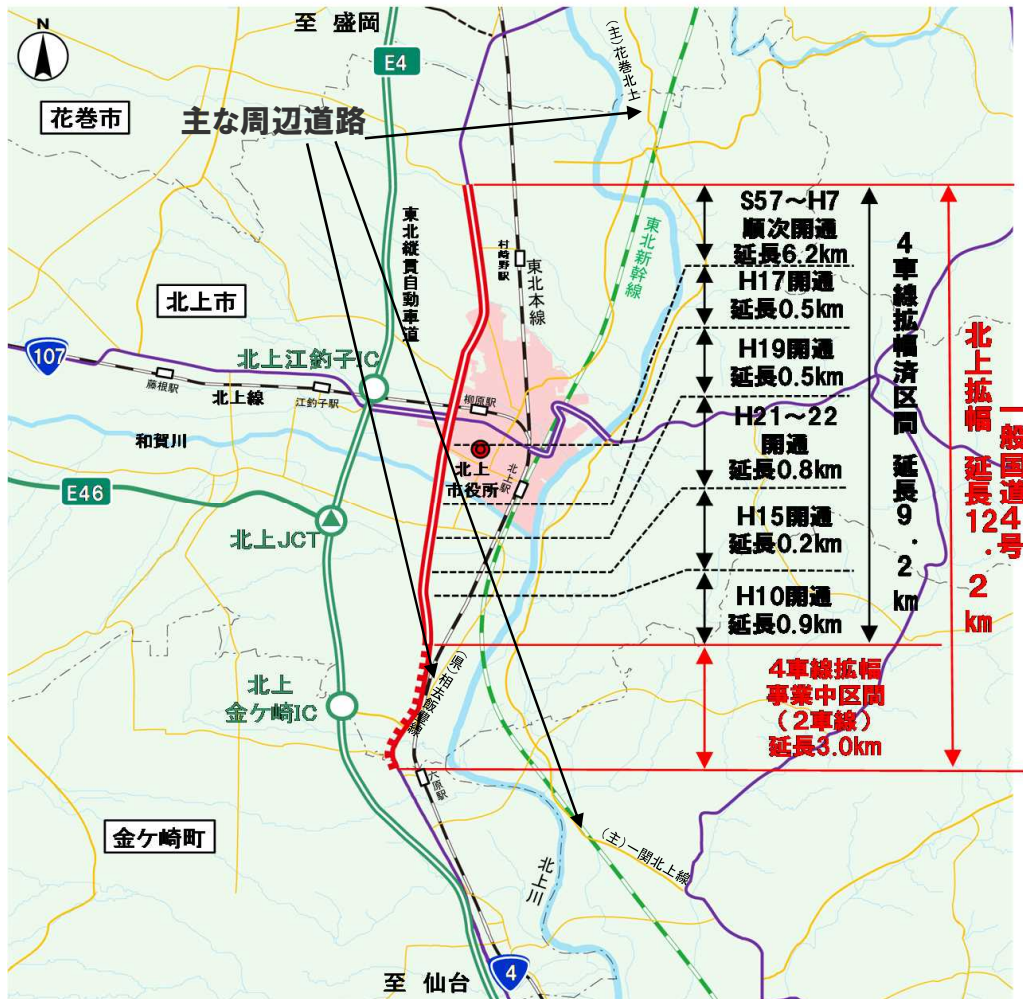 N
至 盛岡
E4
(主)花巻北上
花巻市
主な周辺道路
東北縦貫自動車道
村崎野駅
東北本線
東北新幹線
北上市
107
北上江釣子IC
藤根駅
北上線
江釣子駅
柳原駅
和賀川
北上
市役所
北上駅
E46
北上JCT
(県)相去飯豊線
北上
金ケ崎IC
六原駅
金ケ崎町
(主)一関北上線
北上川
至 仙台
4
S57～H7
順次開通
延長6.2km
H17開通
延長0.5km
H19開通
延長0.5km
H21～22
開通
延長0.8km
H15開通
延長0.2km
H10開通
延長0.9km
4車線拡幅済区間 延長9.2km
4車線拡幅
事業中区間
(2車線)
延長3.0km
一般国道4号
北上拡幅 延長12.2km